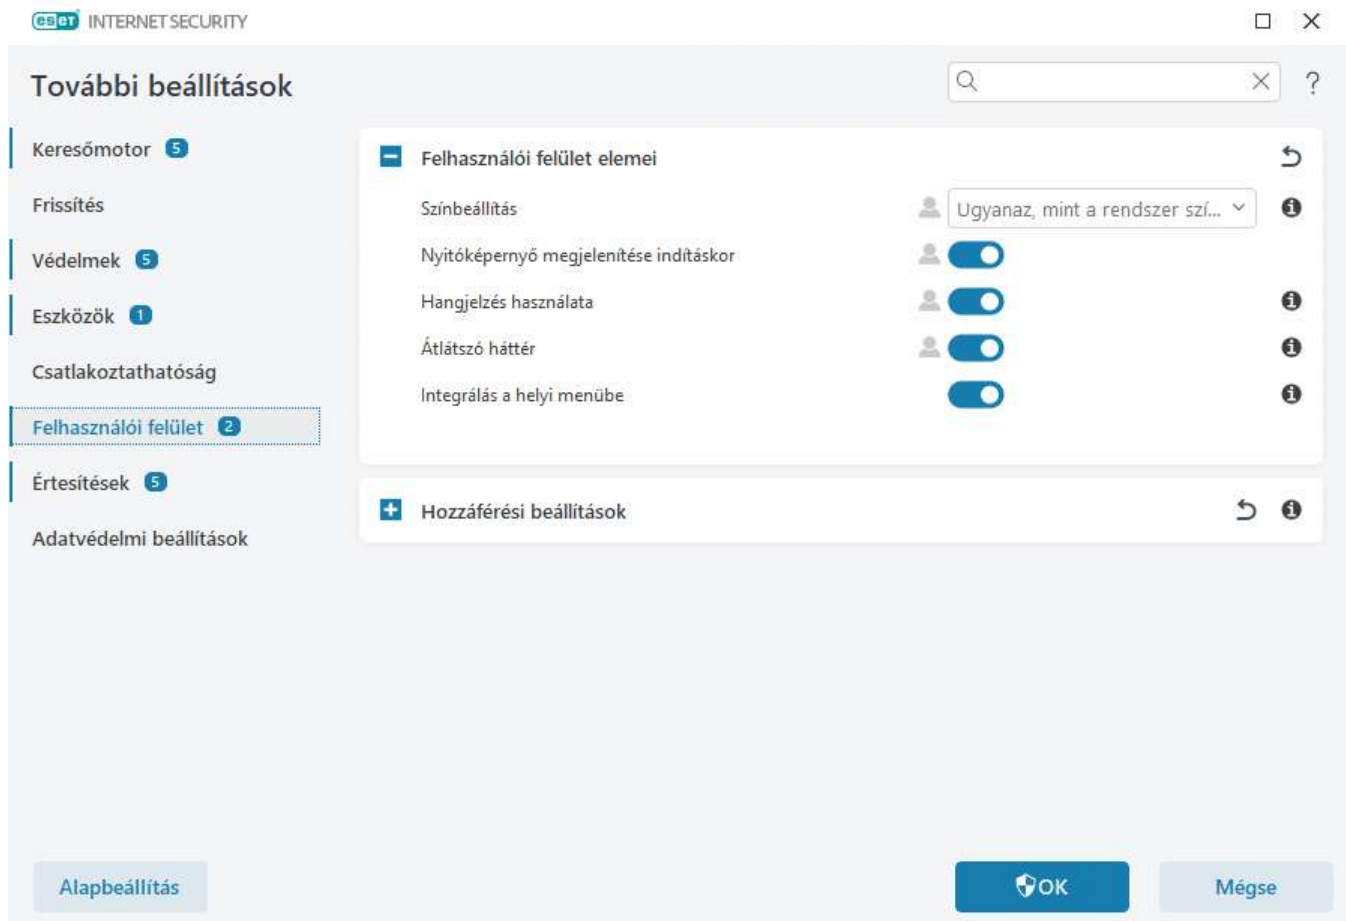 eset INTERNET SECURITY
További beállítások
?
Keresőmotor 5
Frissítés
Védelmek 5
Eszközök 1
Csatlakoztathatóság
Felhasználói felület 2
Értesítések 5
Adatvédelmi beállítások
Felhasználói felület elemei
Színbeállítás
Ugyanaz, mint a rendszer szí...
Nyitóképernyő megjelenítése indításkor
Hangjelzés használata
Átlátszó háttér
Integrálás a helyi menübe
Hozzáférési beállítások
Alapbeállítás
OK
Mégse